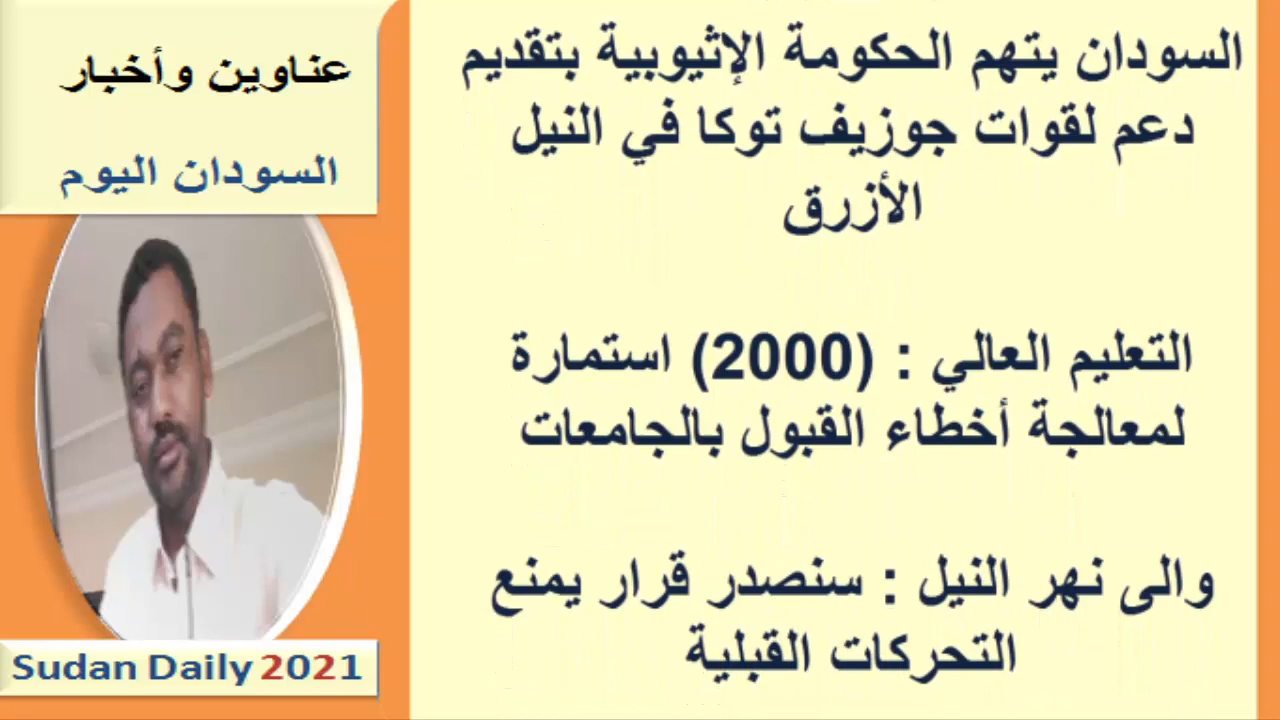 عناوين وأخبار
السودان اليوم
السودان يتهم الحكومة الإثيوبية بتقديم
دعم لقوات جوزيف توكا في النيل
الأزرق
التعليم العالي : (2000) استمارة
لمعالجة أخطاء القبول بالجامعات
والى نهر النيل : سنصدر قرار يمنع
التحركات القبلية
Sudan Daily 2021